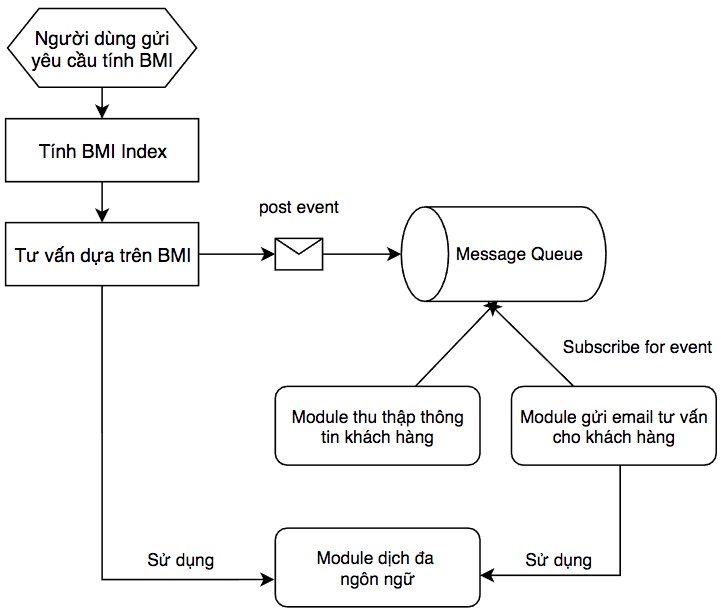 Người dùng gửi
yêu cầu tính BMI
Tính BMI Index
post event
Tư vấn dựa trên BMI
Message Queue
Subscribe for event
Module thu thập thông
tin khách hàng
Module gửi email tư vấn
cho khách hàng
Sử dụng
Module dịch đa
ngôn ngữ
Sử dụng